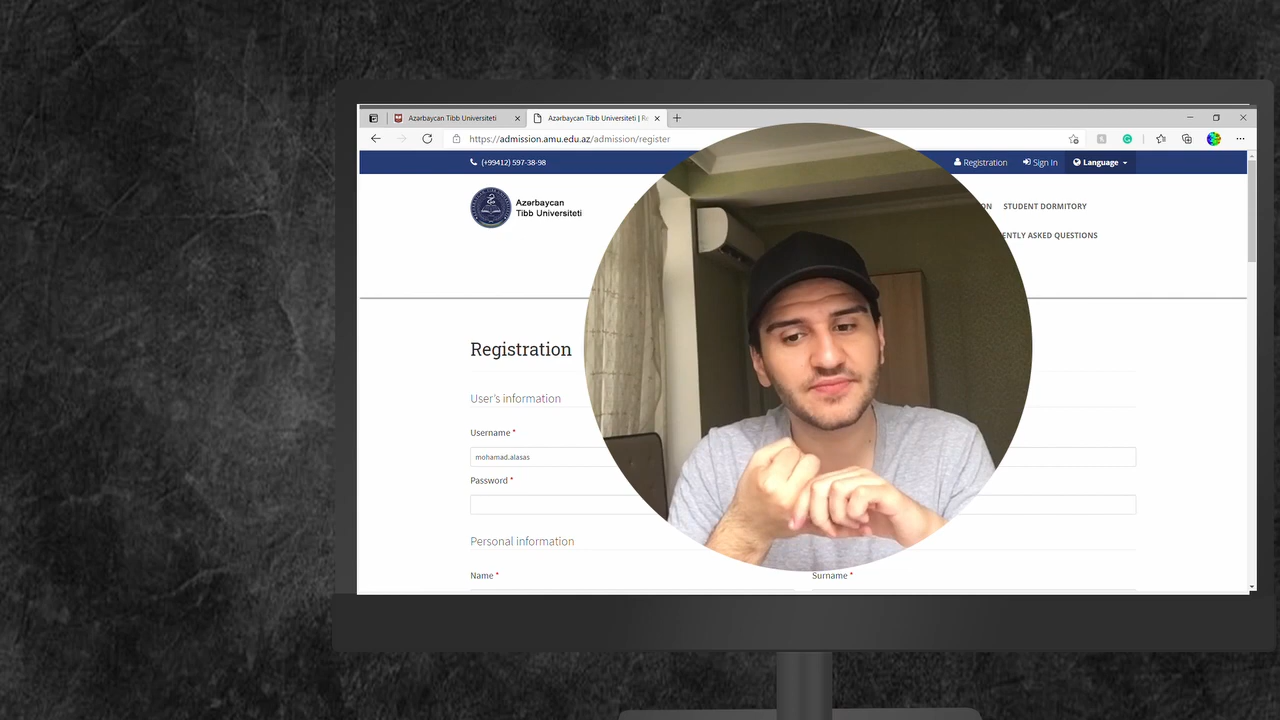 Azərbaycan Tibb Universiteti
Azərbaycan Tibb Universiteti | Re
https://admission.amu.edu.az/admission/register
(+99412) 597-38-98
Registration
Sign In
Language
Azərbaycan
Tibb Universiteti
ON
STUDENT DORMITORY
ENTLY ASKED QUESTIONS
Registration
User's information
Username *
mohamad.alasas
Password *
Personal information
Name *
Surname *